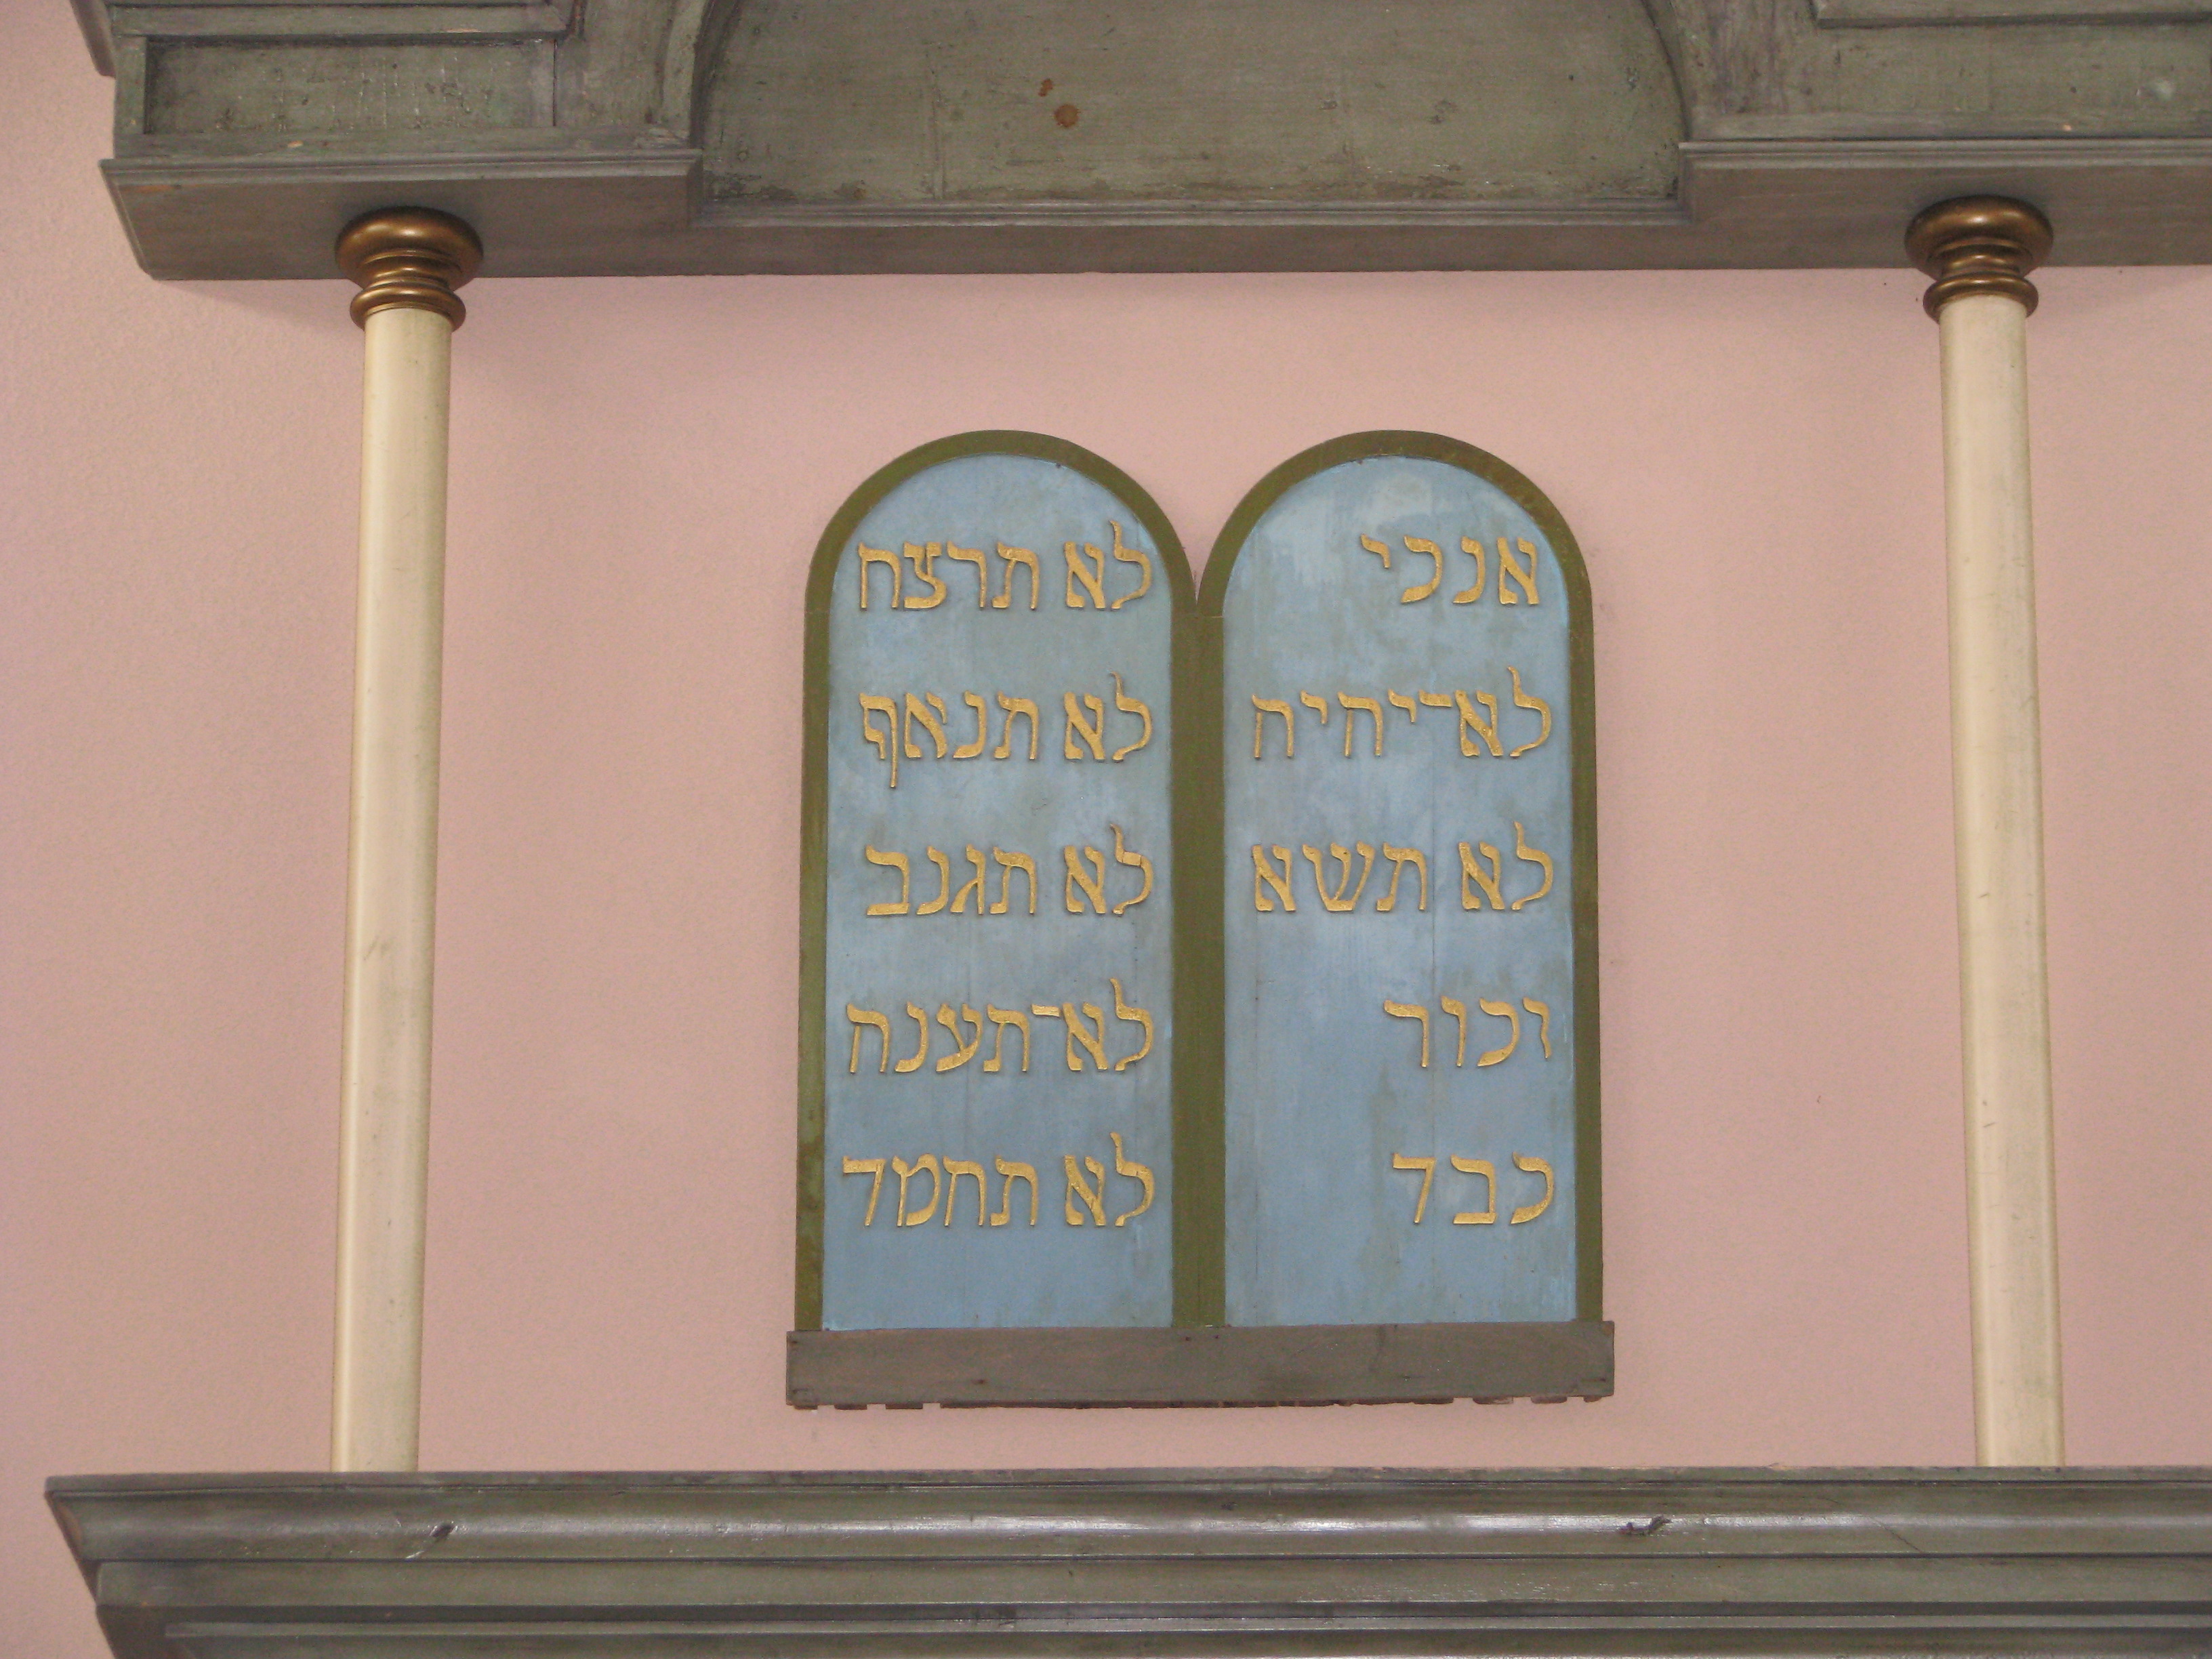 אנכי
לא־יהיה
לא תשא
זכור
כבד
לא תרצח
לא תנאף
לא תגנב
לא־תענה
לא תחמד